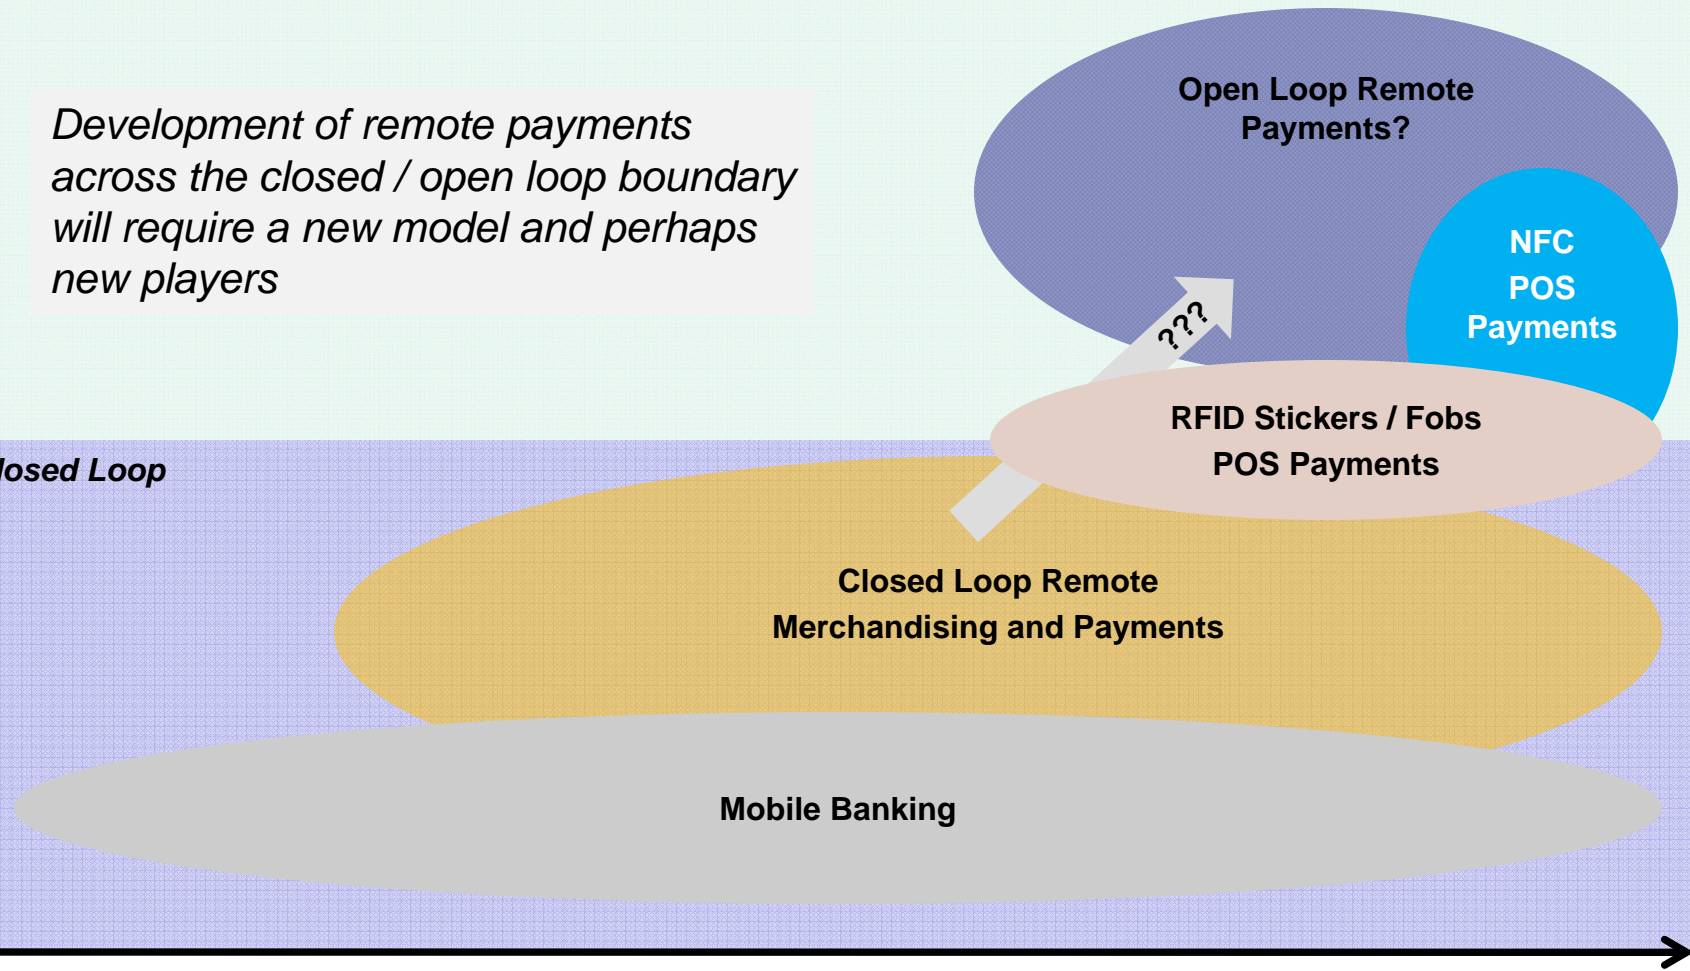 Development of remote payments
across the closed / open loop boundary
will require a new model and perhaps
new players
Open Loop Remote
Payments?
NFC
POS
Payments
???
RFID Stickers / Fobs
POS Payments
losed Loop
Closed Loop Remote
Merchandising and Payments
Mobile Banking